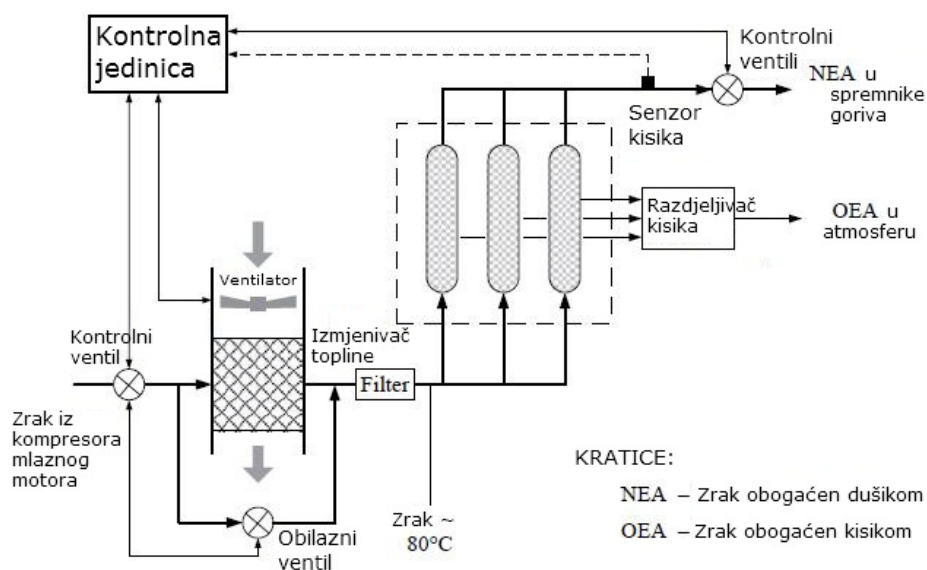 Kontrolna
jedinica
Kontrolni
ventili
NEA u
spremnike
goriva
Senzor
kisika
Razdjeljivač
kisika
OEA u
atmosferu
Ventilator
Kontrolni
ventil
Izmjenivač
topline
Filter
Zrak iz
kompresora
mlaznog
motora
Obilazni
ventil
Zrak ~
80°C
KRATICE:
NEA – Zrak obogaćen dušikom
OEA – Zrak obogaćen kisikom